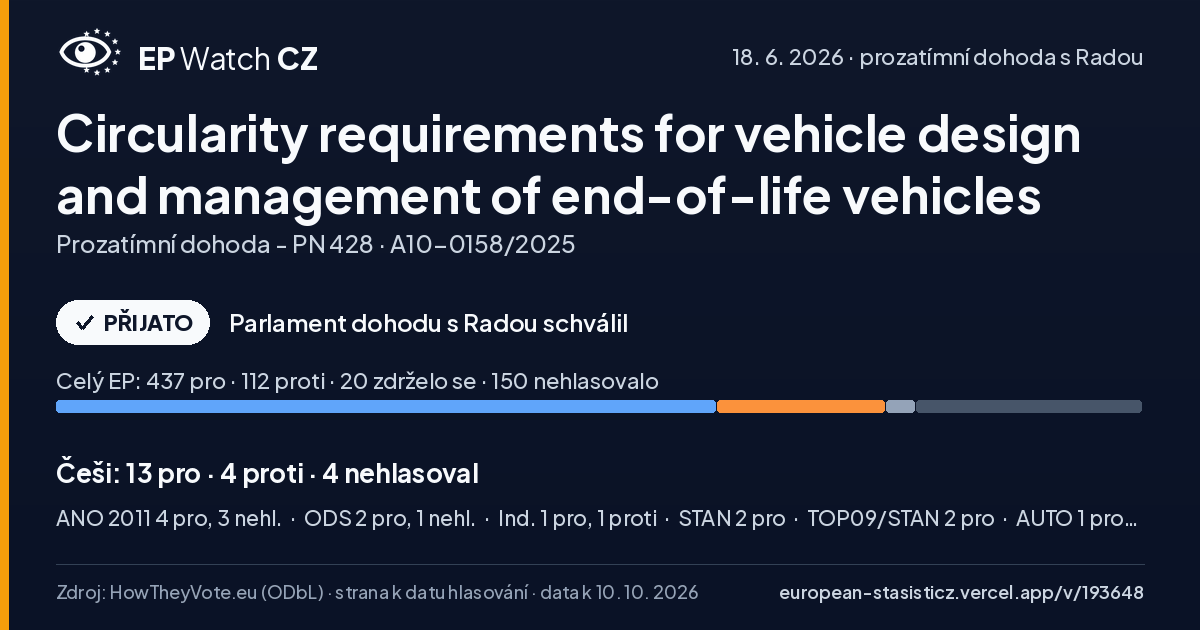 EP Watch CZ
18. 6. 2026 · prozatímní dohoda s Radou
Circularity requirements for vehicle design
and management of end-of-life vehicles
Prozatímní dohoda - PN 428 · A10-0158/2025
✓ PŘIJATO
Parlament dohodu s Radou schválil
Celý EP: 437 pro · 112 proti · 20 zdrželo se · 150 nehlasovalo
Češi: 13 pro · 4 proti · 4 nehlasoval
ANO 2011 4 pro, 3 nehl. · ODS 2 pro, 1 nehl. · Ind. 1 pro, 1 proti · STAN 2 pro · TOP09/STAN 2 pro · AUTO 1 pro…
Zdroj: HowTheyVote.eu (ODbL) · strana k datu hlasování · data k 10. 10. 2026
european-stasisticz.vercel.app/v/193648